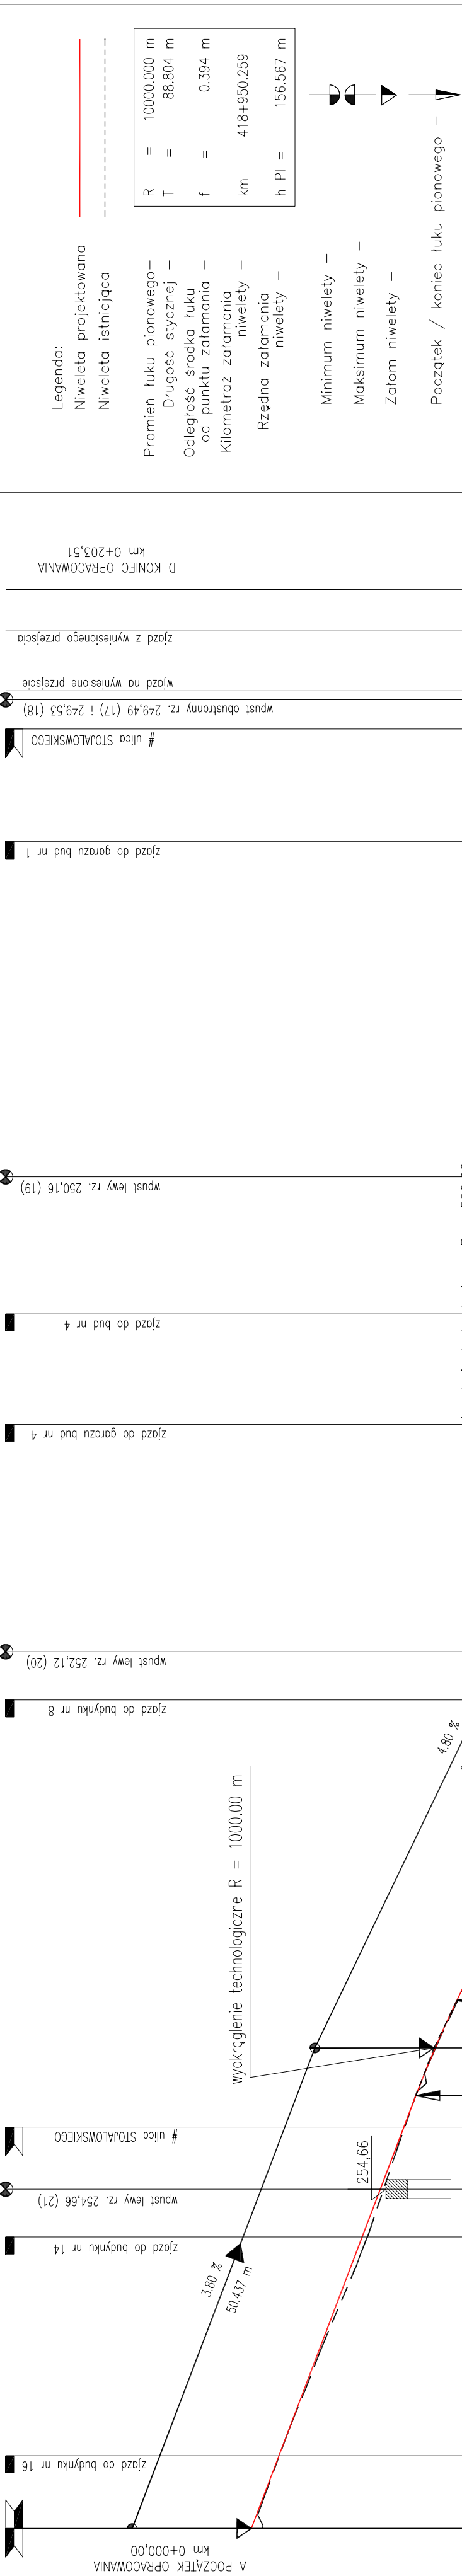 Legenda:
Niweleta projektowana
Niweleta istniejąca
Promień łuku pionowego– R = 10000.000 m
Długość stycznej – T = 88.804 m
Odległość środka łuku
od punktu załamania – f = 0.394 m
Kilometraż załamania
niwelety – km 418+950.259
Rzędna załamania
niwelety – h PI = 156.567 m
Minimum niwelety –
Maksimum niwelety –
Załom niwelety –
Początek / koniec łuku pionowego –
D KONIEC OPRACOWANIA
km 0+203,51
zjazd z wyniesionego przejścia
wjazd na wyniesione przejście
wpust obustronny rz. 249,49 (17) i 249,53 (18)
# ulica STOJAŁOWSKIEGO
zjazd do garażu bud nr 1
wpust lewy rz. 250,16 (19)
zjazd do bud nr 4
zjazd do garażu bud nr 4
wpust lewy rz. 252,12 (20)
zjazd do budynku nr 8
4.80 %
wyokrąglenie technologiczne R = 1000.00 m
# ulica STOJAŁOWSKIEGO
254,66
wpust lewy rz. 254,66 (21)
zjazd do budynku nr 14
3.80 %
50.437 m
zjazd do budynku nr 16
A POCZĄTEK OPRACOWANIA
km 0+000,00